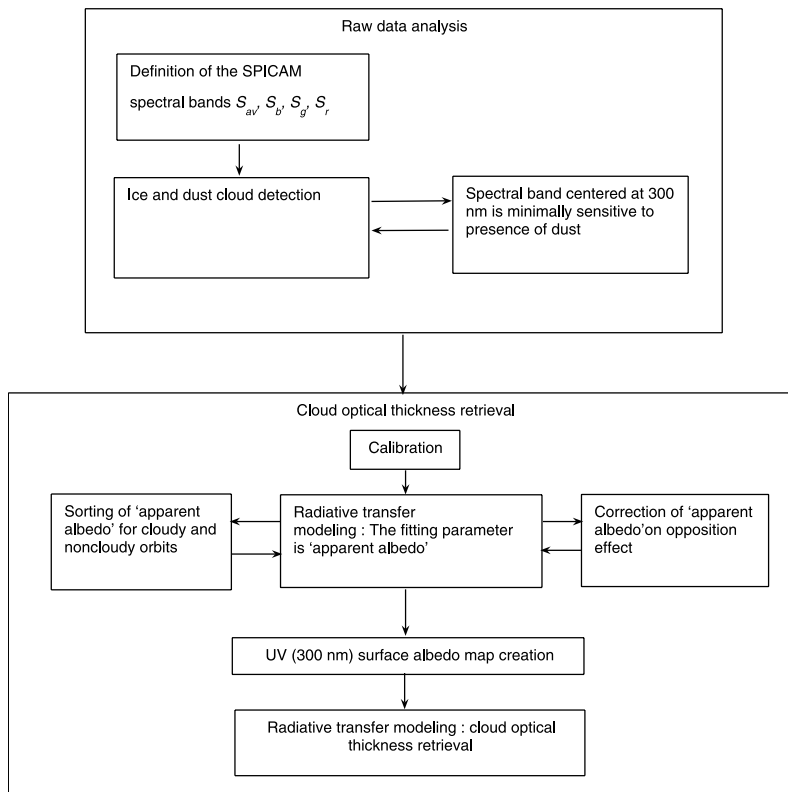 Raw data analysis
Definition of the SPICAM
spectral bands S_av, S_b, S_g, S_r
Ice and dust cloud detection
Spectral band centered at 300
nm is minimally sensitive to
presence of dust
Cloud optical thickness retrieval
Calibration
Sorting of ‘apparent
albedo’ for cloudy and
noncloudy orbits
Radiative transfer
modeling : The fitting parameter
is ‘apparent albedo’
Correction of ‘apparent
albedo’on opposition
effect
UV (300 nm) surface albedo map creation
Radiative transfer modeling : cloud optical
thickness retrieval